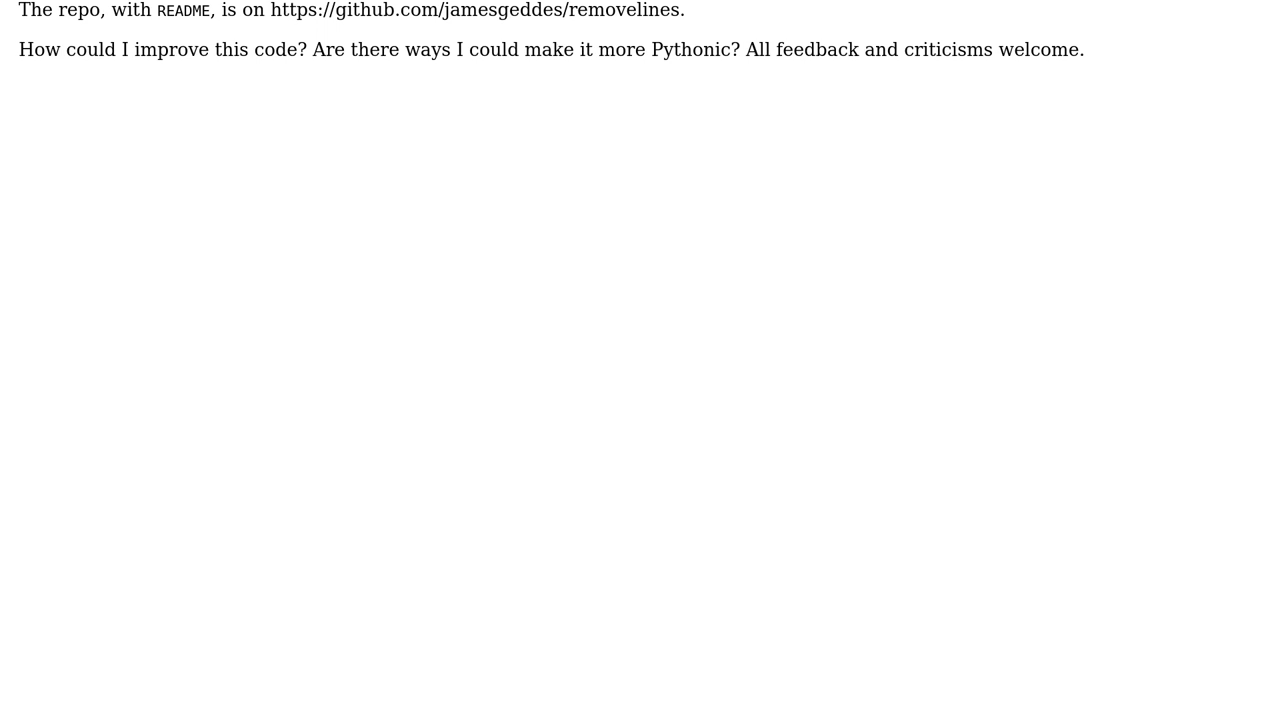 The repo, with README, is on https://github.com/jamesgeddes/removelines.
How could I improve this code? Are there ways I could make it more Pythonic? All feedback and criticisms welcome.